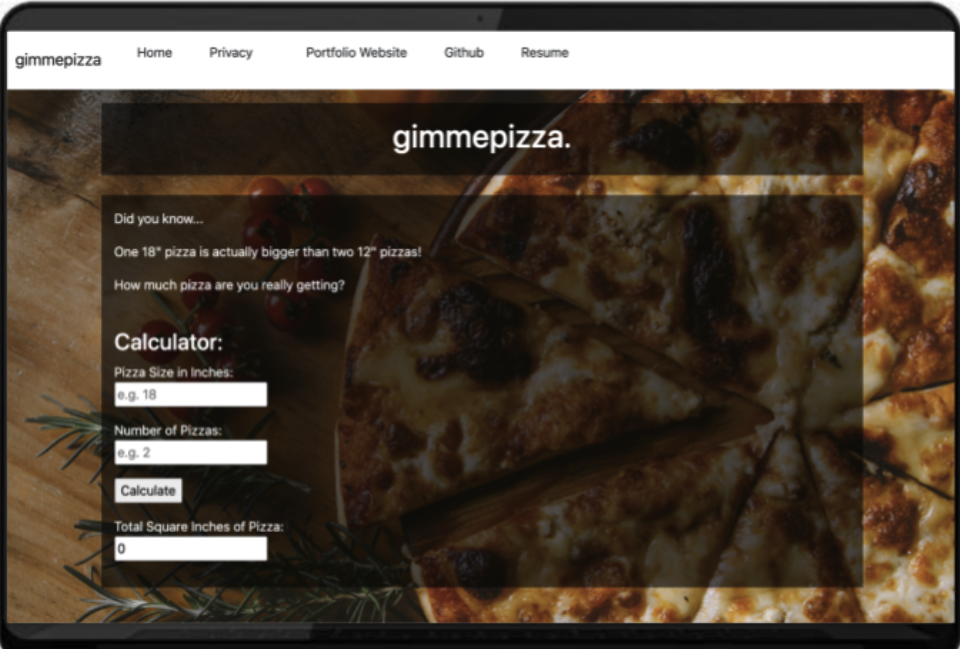 gimmepizza Home Privacy Portfolio Website Github Resume
gimmepizza.
Did you know...
One 18" pizza is actually bigger than two 12" pizzas!
How much pizza are you really getting?
Calculator:
Pizza Size in Inches:
e.g. 18
Number of Pizzas:
e.g. 2
Calculate
Total Square Inches of Pizza:
0